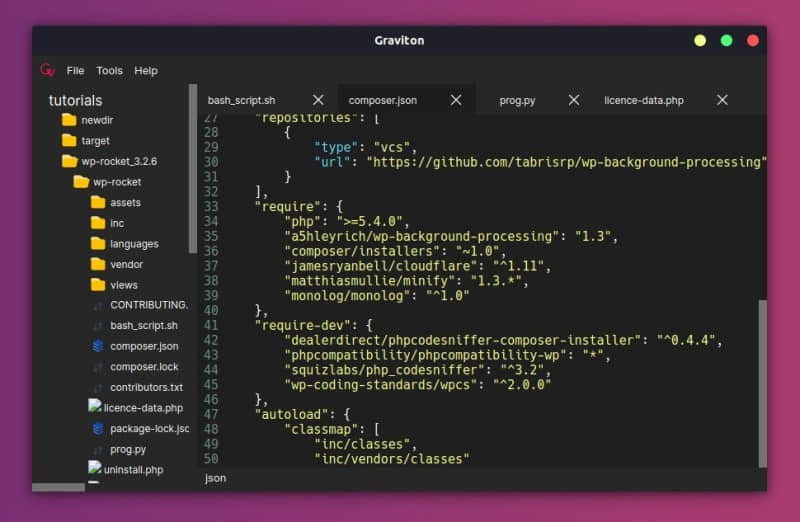 Graviton
File Tools Help
tutorials
newdir
target
wp-rocket_3.2.6
wp-rocket
assets
inc
languages
vendor
views
CONTRIBUTING.
bash_script.sh
composer.json
composer.lock
contributors.txt
licence-data.php
package-lock.jsc
prog.py
uninstall.php
bash_script.sh composer.json prog.py licence-data.php
27 "repositories": [
28 {
29 "type": "vcs",
30 "url": "https://github.com/tabrisrp/wp-background-processing"
31 }
32 ],
33 "require": {
34 "php": ">=5.4.0",
35 "a5hleyrich/wp-background-processing": "1.3",
36 "composer/installers": "~1.0",
37 "jamesryanbell/cloudflare": "^1.11",
38 "matthiasmullie/minify": "1.3.*",
39 "monolog/monolog": "^1.0"
40 },
41 "require-dev": {
42 "dealerdirect/phpcodesniffer-composer-installer": "^0.4.4",
43 "phpcompatibility/phpcompatibility-wp": "*",
44 "squizlabs/php_codesniffer": "^3.2",
45 "wp-coding-standards/wpcs": "^2.0.0"
46 },
47 "autoload": {
48 "classmap": [
49 "inc/classes",
50 "inc/vendors/classes"
json